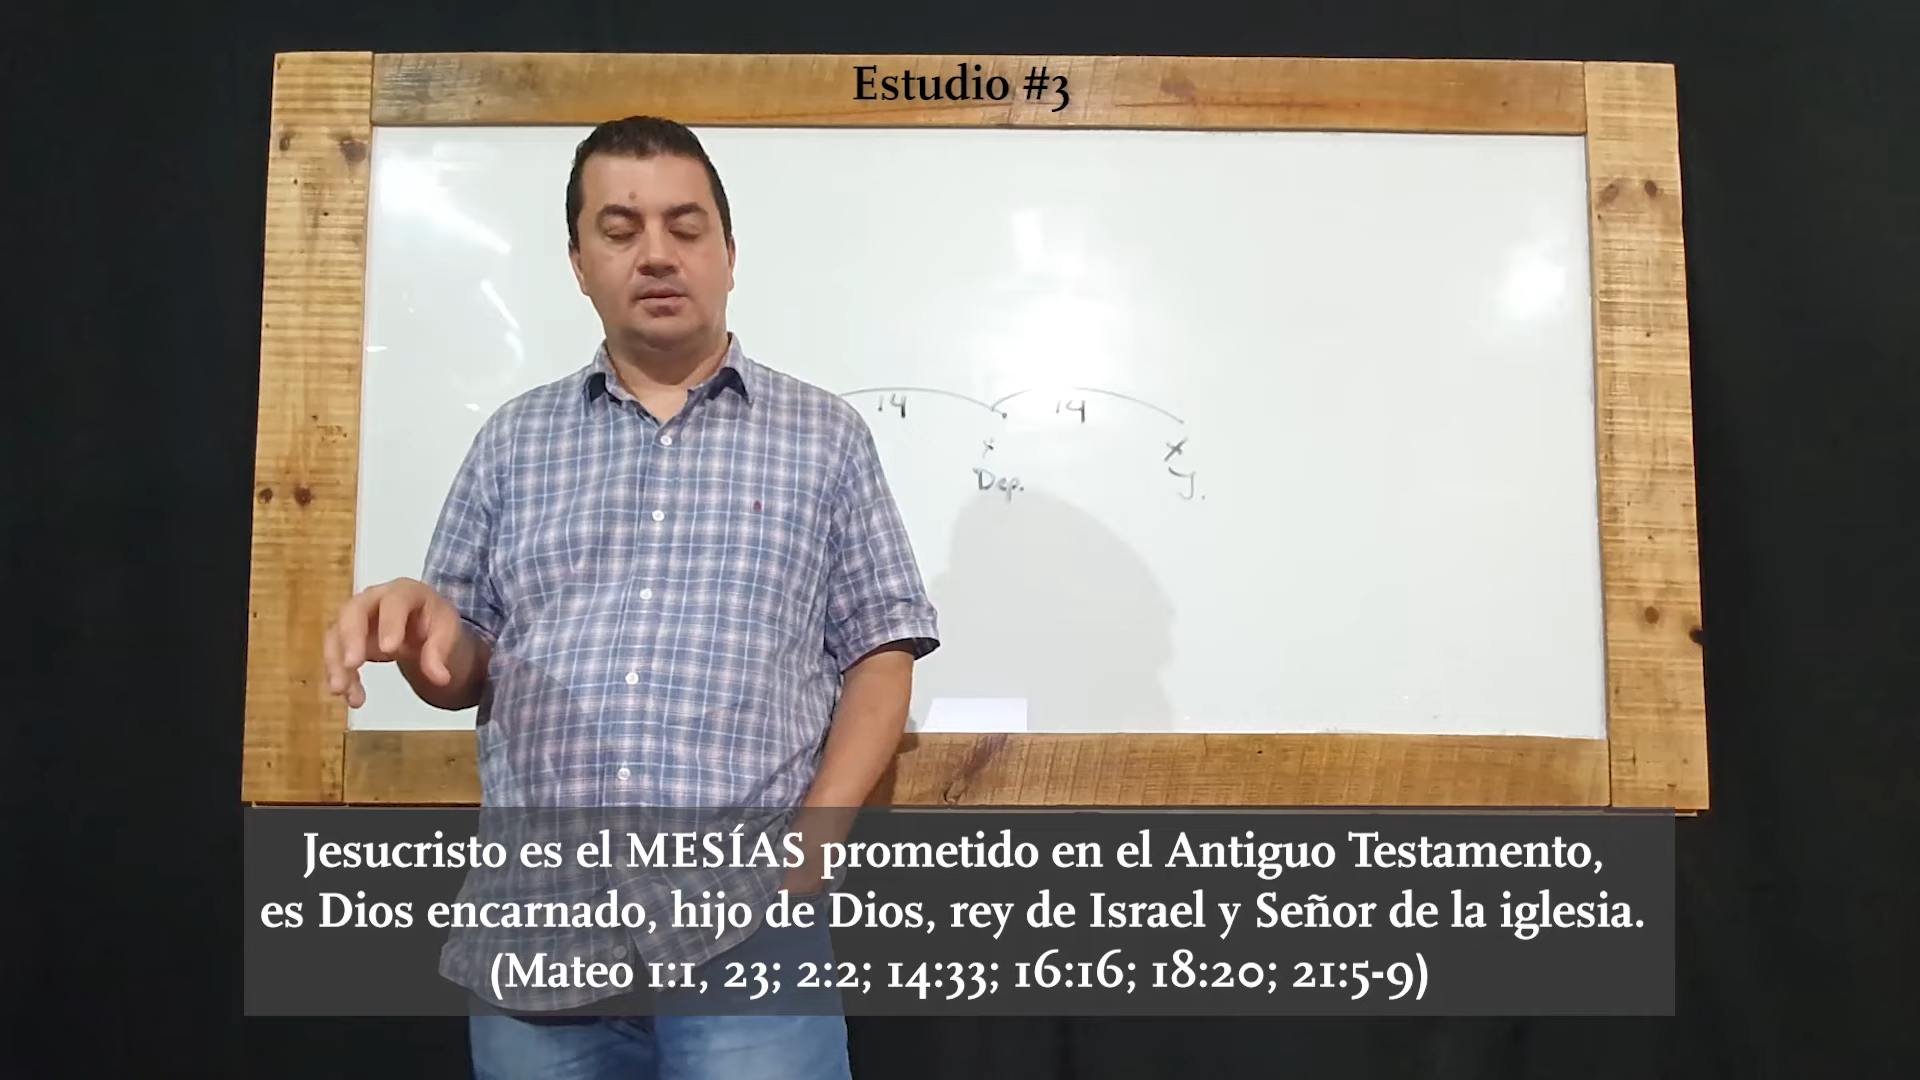 Estudio #3
14 14
x x
Dep. J.
Jesucristo es el MESÍAS prometido en el Antiguo Testamento,
es Dios encarnado, hijo de Dios, rey de Israel y Señor de la iglesia.
(Mateo 1:1, 23; 2:2; 14:33; 16:16; 18:20; 21:5-9)